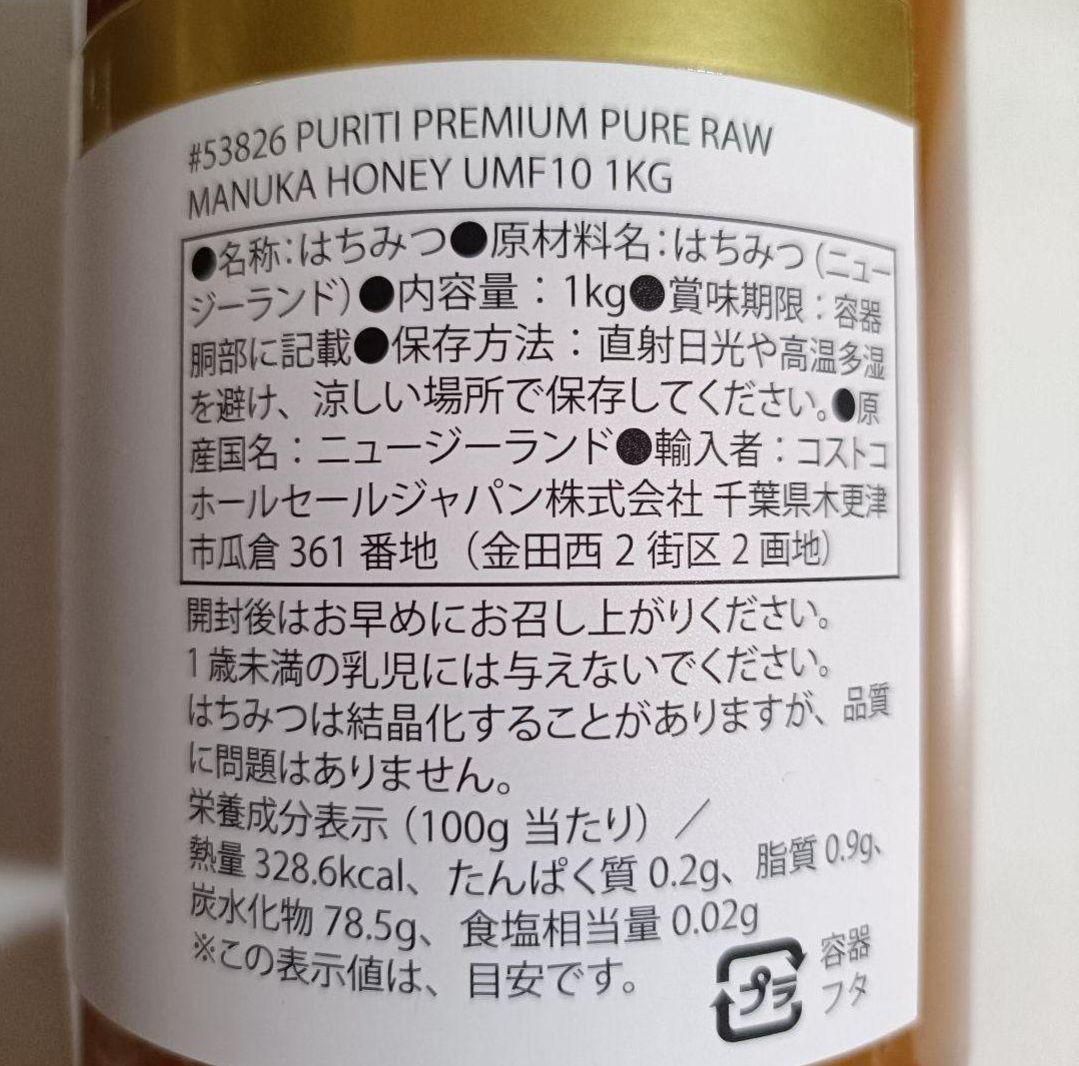 #53826 PURITI PREMIUM PURE RAW
MANUKA HONEY UMF10 1KG
●名称：はちみつ●原材料名：はちみつ（ニュー
ジーランド）●内容量：1kg●賞味期限：容器
胴部に記載●保存方法：直射日光や高温多湿
を避け、涼しい場所で保存してください。●原
産国名：ニュージーランド●輸入者：コストコ
ホールセールジャパン株式会社 千葉県木更津
市瓜倉 361 番地（金田西 2 街区 2 画地）
開封後はお早めにお召し上がりください。
1 歳未満の乳児には与えないでください。
はちみつは結晶化することがありますが、品質
に問題はありません。
栄養成分表示（100g 当たり）／
熱量 328.6kcal、たんぱく質 0.2g、脂質 0.9g、
炭水化物 78.5g、食塩相当量 0.02g
※この表示値は、目安です。
プラ
容器
フタ